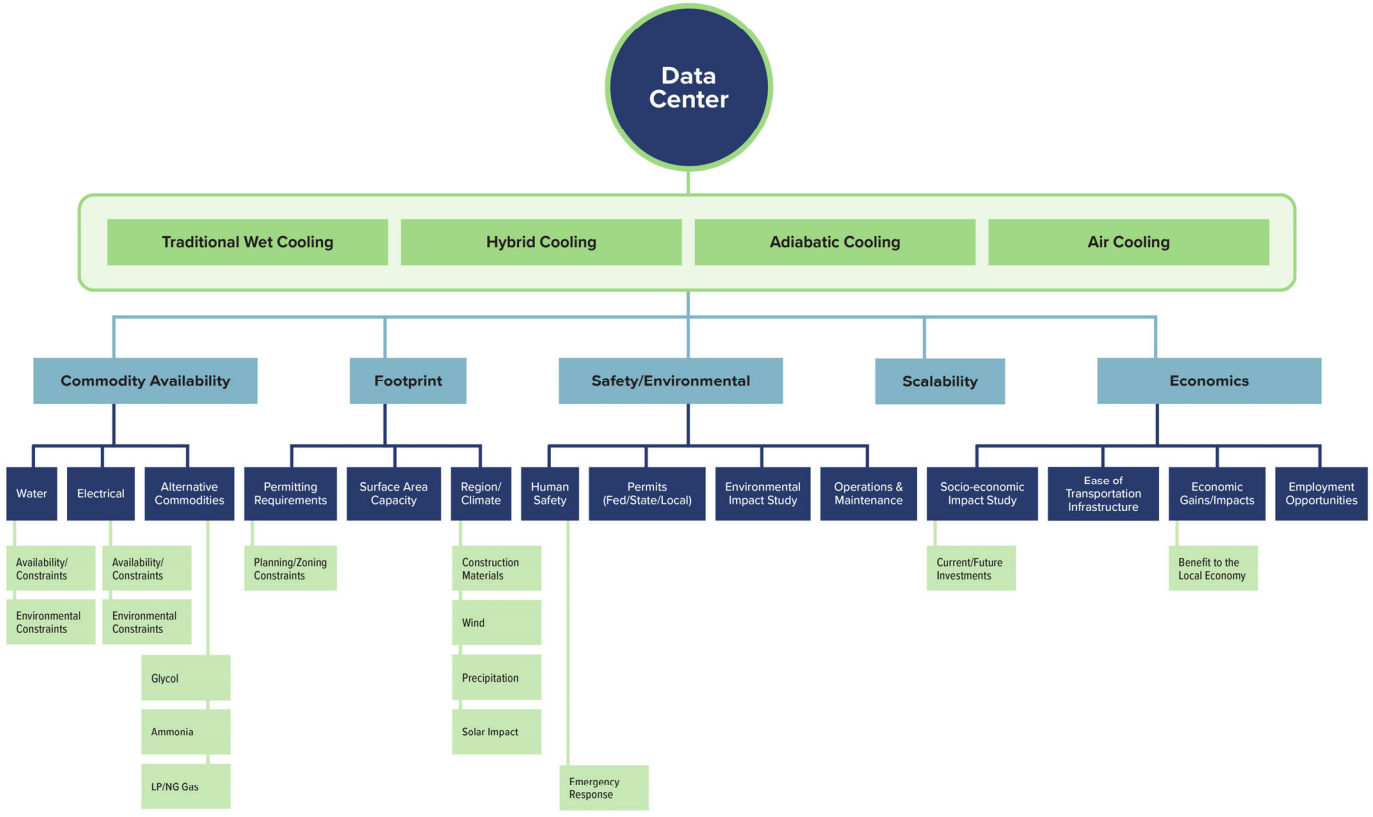 Data
Center
Traditional Wet Cooling
Hybrid Cooling
Adiabatic Cooling
Air Cooling
Commodity Availability
Footprint
Safety/Environmental
Scalability
Economics
Water
Electrical
Alternative
Commodities
Permitting
Requirements
Surface Area
Capacity
Region/
Climate
Human
Safety
Permits
(Fed/State/Local)
Environmental
Impact Study
Operations &
Maintenance
Socio-economic
Impact Study
Ease of
Transportation
Infrastructure
Economic
Gains/Impacts
Employment
Opportunities
Availability/
Constraints
Environmental
Constraints
Availability/
Constraints
Environmental
Constraints
Glycol
Ammonia
LP/NG Gas
Planning/Zoning
Constraints
Construction
Materials
Wind
Precipitation
Solar Impact
Emergency
Response
Current/Future
Investments
Benefit to the
Local Economy